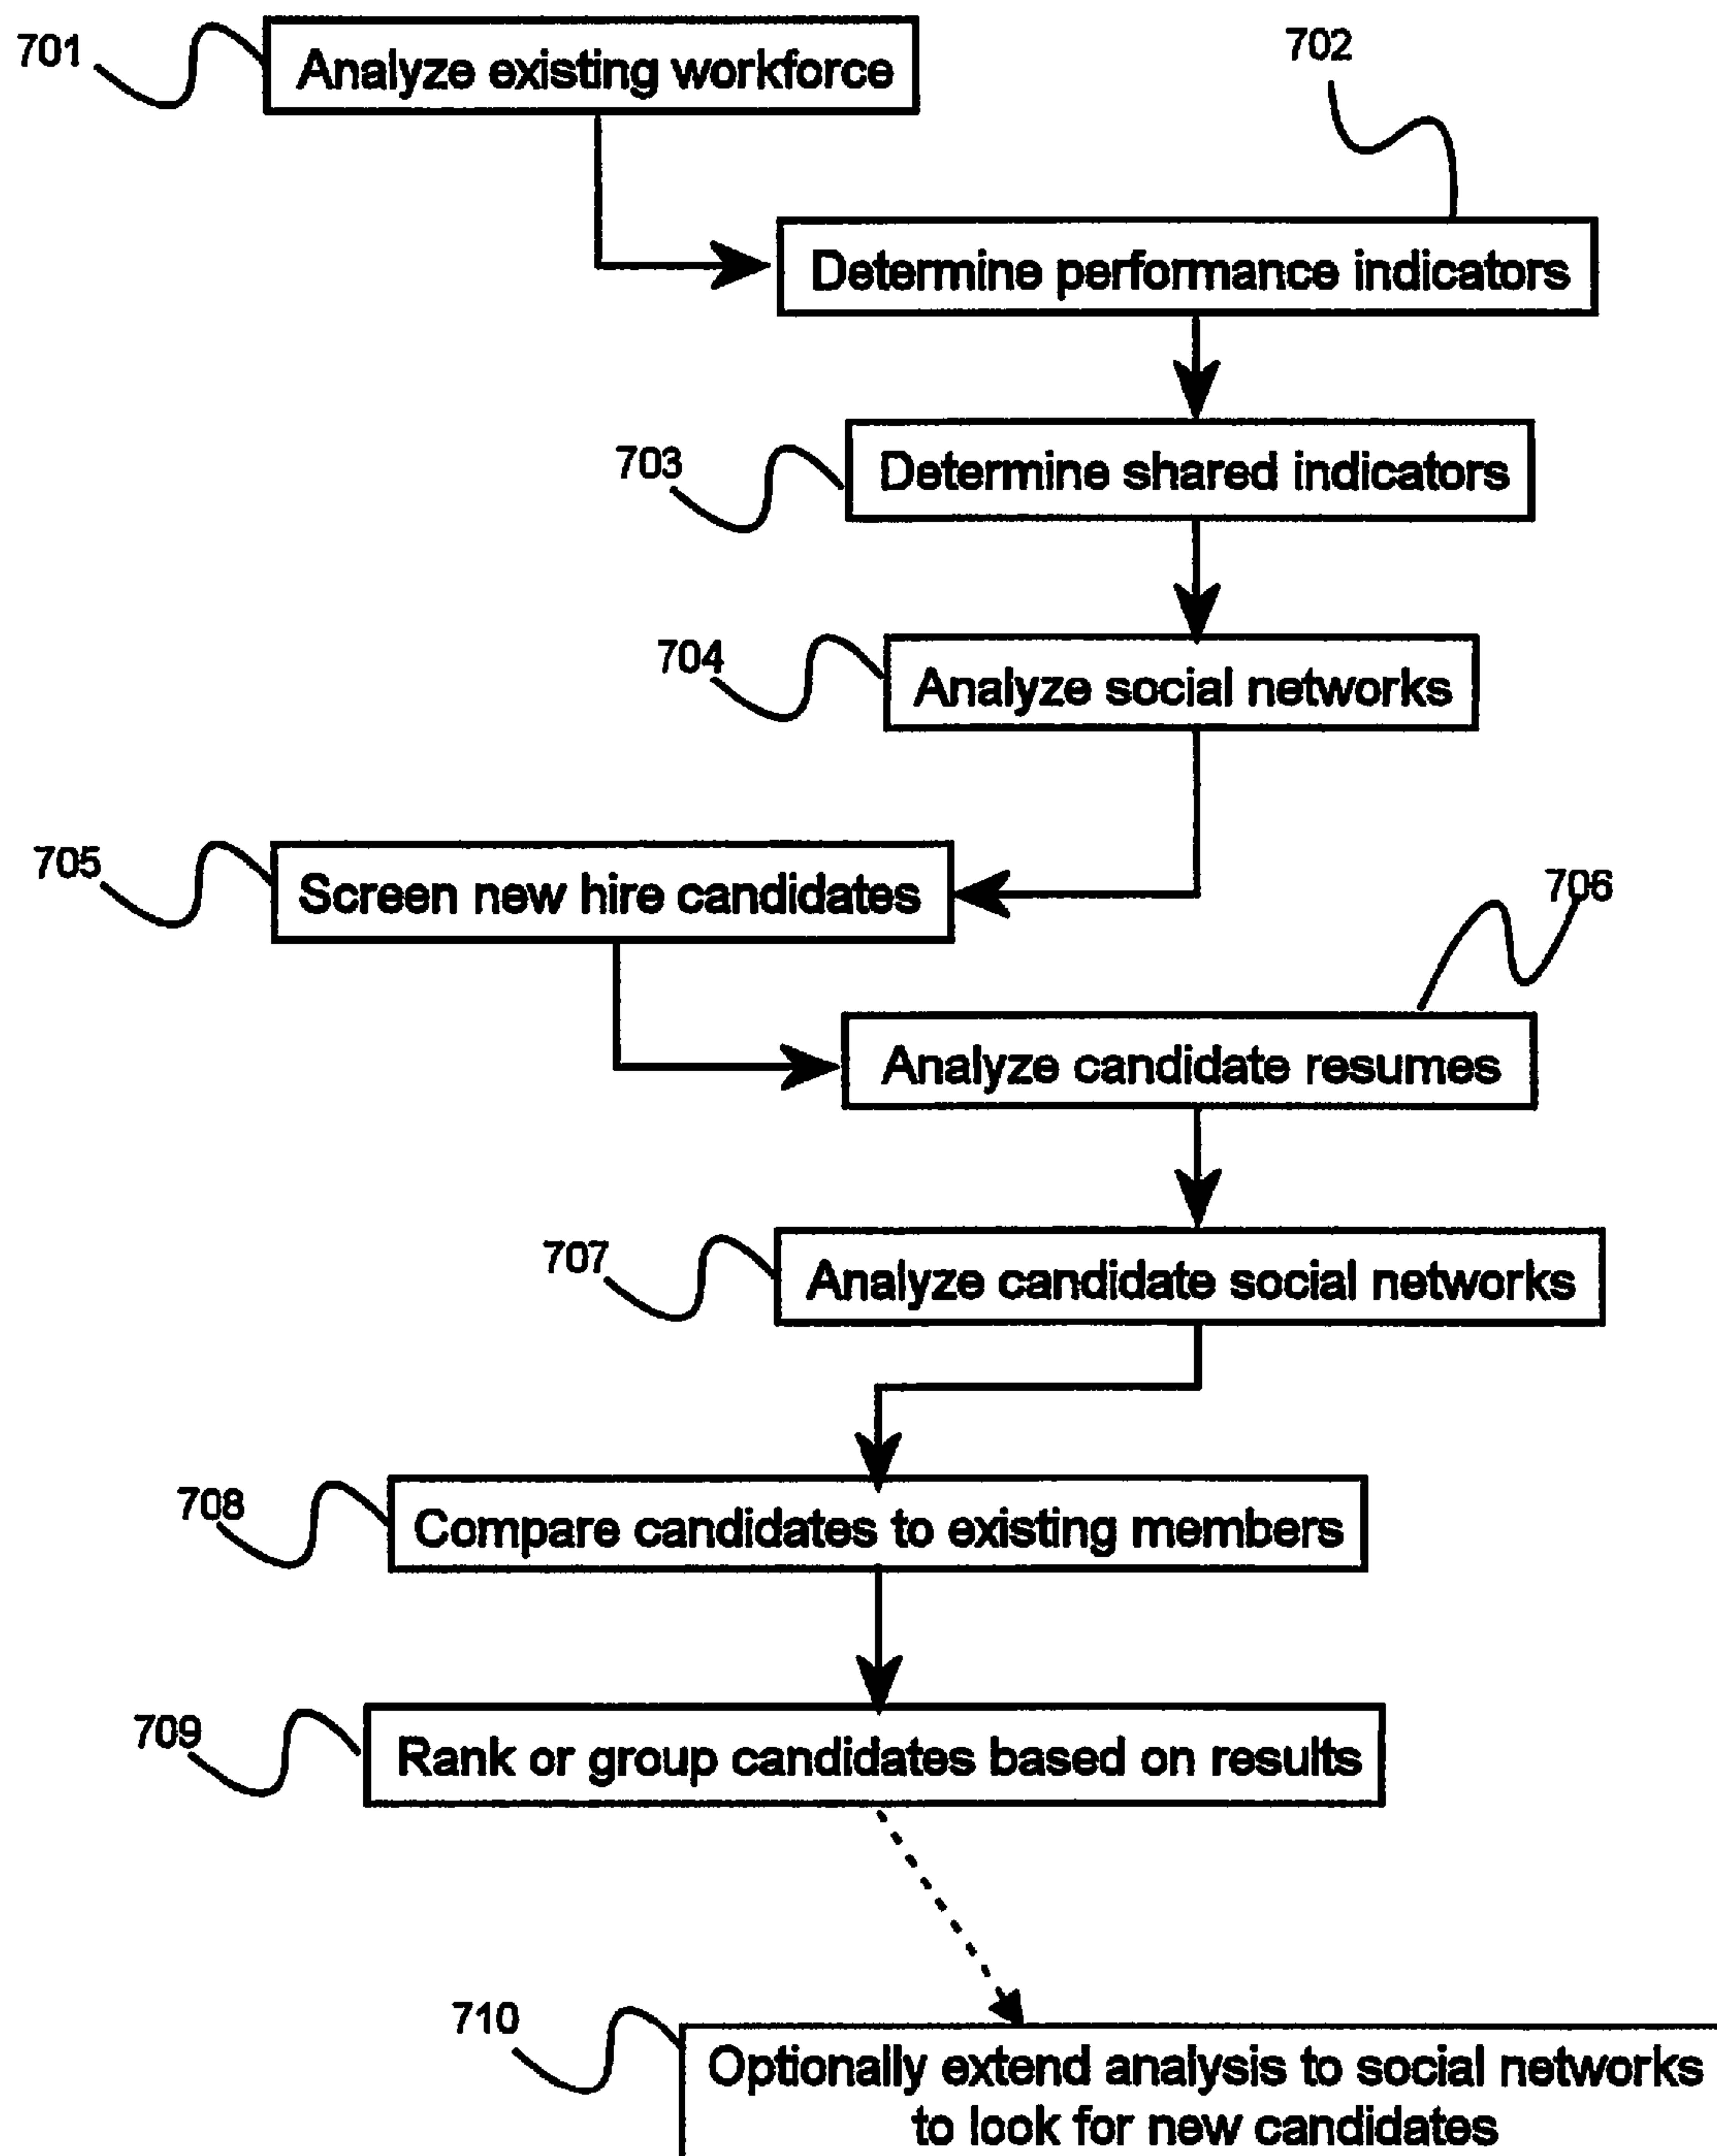 701
Analyze existing workforce
702
Determine performance indicators
703
Determine shared indicators
704
Analyze social networks
705
Screen new hire candidates
706
Analyze candidate resumes
707
Analyze candidate social networks
708
Compare candidates to existing members
709
Rank or group candidates based on results
710
Optionally extend analysis to social networks
to look for new candidates